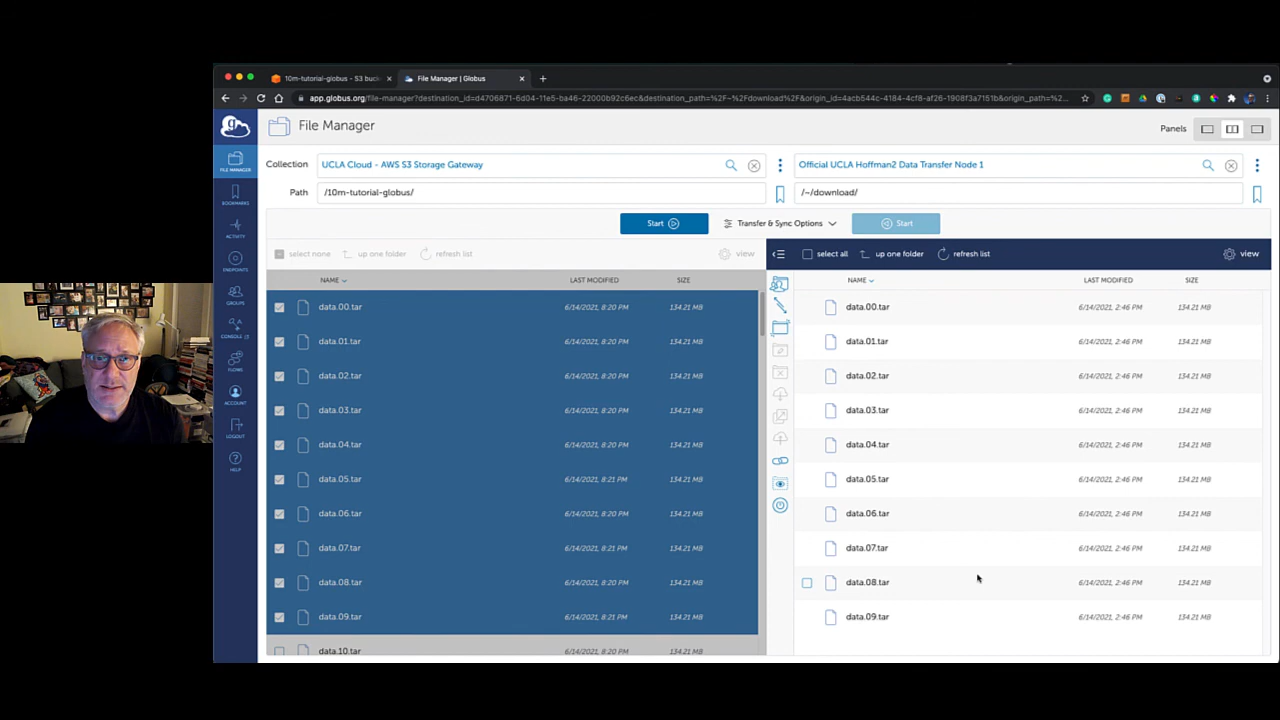 10m-tutorial-globus - S3 buc
File Manager | Globus
app.globus.org/file-manager?destination_id=d4706871-6d04-11e5-ba46-22000b92c6ec&destination_path=%2F~%2Fdownload%2F&origin_id=4acb544c-4184-4cf8-af26-1908f3a7151b&origin_path=%2...
File Manager
Panels
FILE MANAGER
BOOKMARKS
ACTIVITY
ENDPOINTS
GROUPS
CONSOLE
FLOWS
ACCOUNT
LOGOUT
HELP
Collection UCLA Cloud - AWS S3 Storage Gateway
Path /10m-tutorial-globus/
Official UCLA Hoffman2 Data Transfer Node 1
/~/download/
Start Transfer & Sync Options Start
select none up one folder refresh list view
NAME LAST MODIFIED SIZE
data.00.tar 6/14/2021, 8:20 PM 134.21 MB
data.01.tar 6/14/2021, 8:20 PM 134.21 MB
data.02.tar 6/14/2021, 8:20 PM 134.21 MB
data.03.tar 6/14/2021, 8:20 PM 134.21 MB
data.04.tar 6/14/2021, 8:20 PM 134.21 MB
data.05.tar 6/14/2021, 8:21 PM 134.21 MB
data.06.tar 6/14/2021, 8:21 PM 134.21 MB
data.07.tar 6/14/2021, 8:21 PM 134.21 MB
data.08.tar 6/14/2021, 8:21 PM 134.21 MB
data.09.tar 6/14/2021, 8:21 PM 134.21 MB
data.10.tar 6/14/2021, 8:20 PM 134.21 MB
select all up one folder refresh list view
NAME LAST MODIFIED SIZE
data.00.tar 6/14/2021, 2:46 PM 134.21 MB
data.01.tar 6/14/2021, 2:46 PM 134.21 MB
data.02.tar 6/14/2021, 2:46 PM 134.21 MB
data.03.tar 6/14/2021, 2:46 PM 134.21 MB
data.04.tar 6/14/2021, 2:46 PM 134.21 MB
data.05.tar 6/14/2021, 2:46 PM 134.21 MB
data.06.tar 6/14/2021, 2:46 PM 134.21 MB
data.07.tar 6/14/2021, 2:46 PM 134.21 MB
data.08.tar 6/14/2021, 2:46 PM 134.21 MB
data.09.tar 6/14/2021, 2:46 PM 134.21 MB